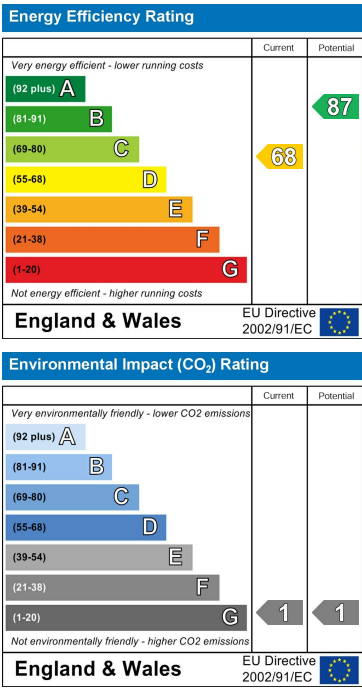 Energy Efficiency Rating
Current Potential
Very energy efficient - lower running costs
(92 plus) A
(81-91) B
87
(69-80) C
68
(55-68) D
(39-54) E
(21-38) F
(1-20) G
Not energy efficient - higher running costs
England & Wales
EU Directive
2002/91/EC
Environmental Impact (CO₂) Rating
Current Potential
Very environmentally friendly - lower CO2 emissions
(92 plus) A
(81-91) B
(69-80) C
(55-68) D
(39-54) E
(21-38) F
(1-20) G 1 1
Not environmentally friendly - higher CO2 emissions
England & Wales
EU Directive
2002/91/EC